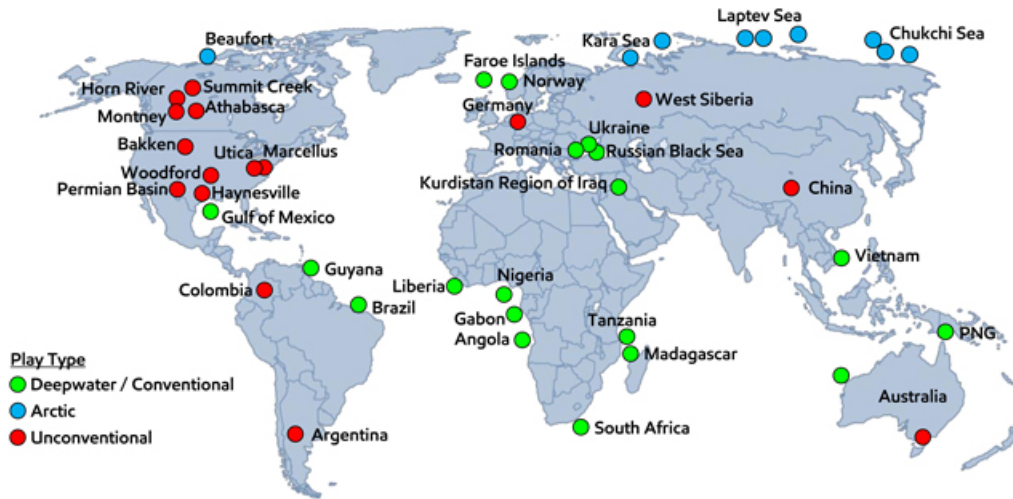 Laptev Sea
Beaufort
Kara Sea
Chukchi Sea
Faroe Islands
Norway
Horn River
Summit Creek
Germany
West Siberia
Montney
Athabasca
Ukraine
Bakken
Utica
Marcellus
Romania
Russian Black Sea
Woodford
Permian Basin
Haynesville
Kurdistan Region of Iraq
China
Gulf of Mexico
Vietnam
Guyana
Nigeria
Colombia
Liberia
Brazil
Gabon
Tanzania
Angola
PNG
Madagascar
Play Type
Deepwater / Conventional
Australia
Arctic
South Africa
Unconventional
Argentina